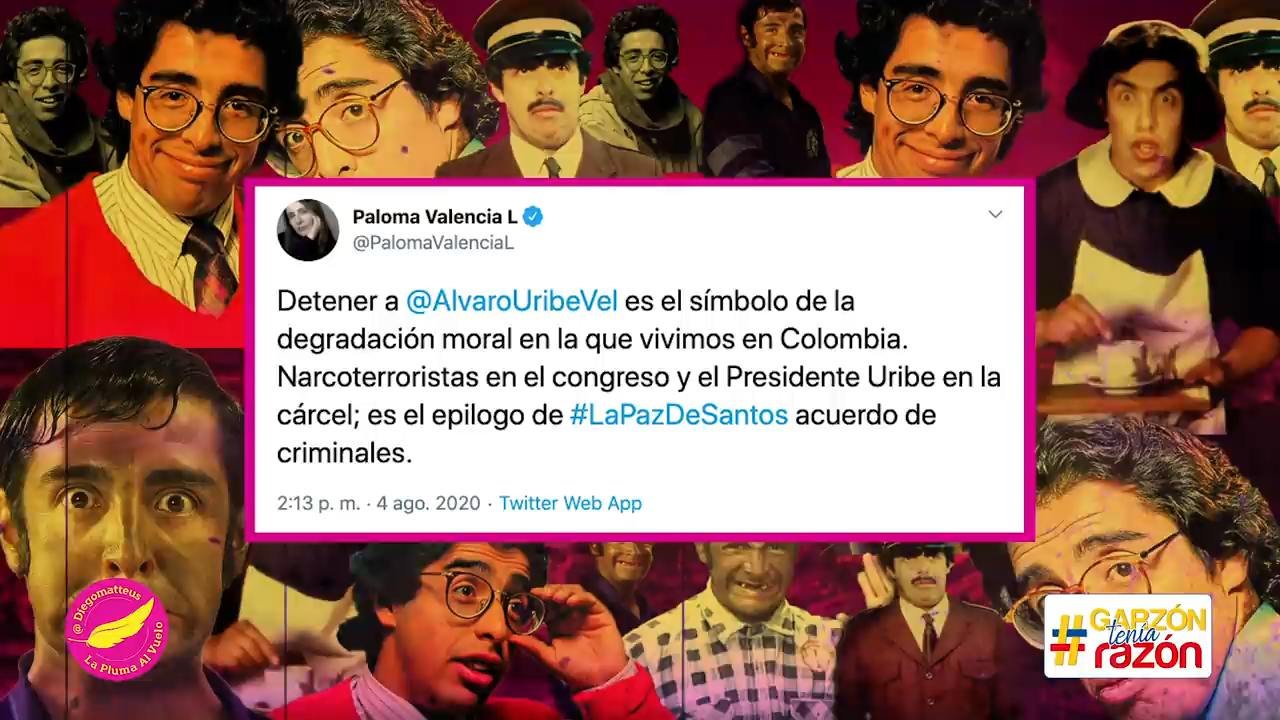 Paloma Valencia L
@PalomaValenciaL
Detener a @AlvaroUribeVel es el símbolo de la
degradación moral en la que vivimos en Colombia.
Narcoterroristas en el congreso y el Presidente Uribe en la
cárcel; es el epilogo de #LaPazDeSantos acuerdo de
criminales.
2:13 p. m. · 4 ago. 2020 · Twitter Web App
@Diegomatteus
La Pluma Al Vuelo
#GARZÓN
tenía
razón